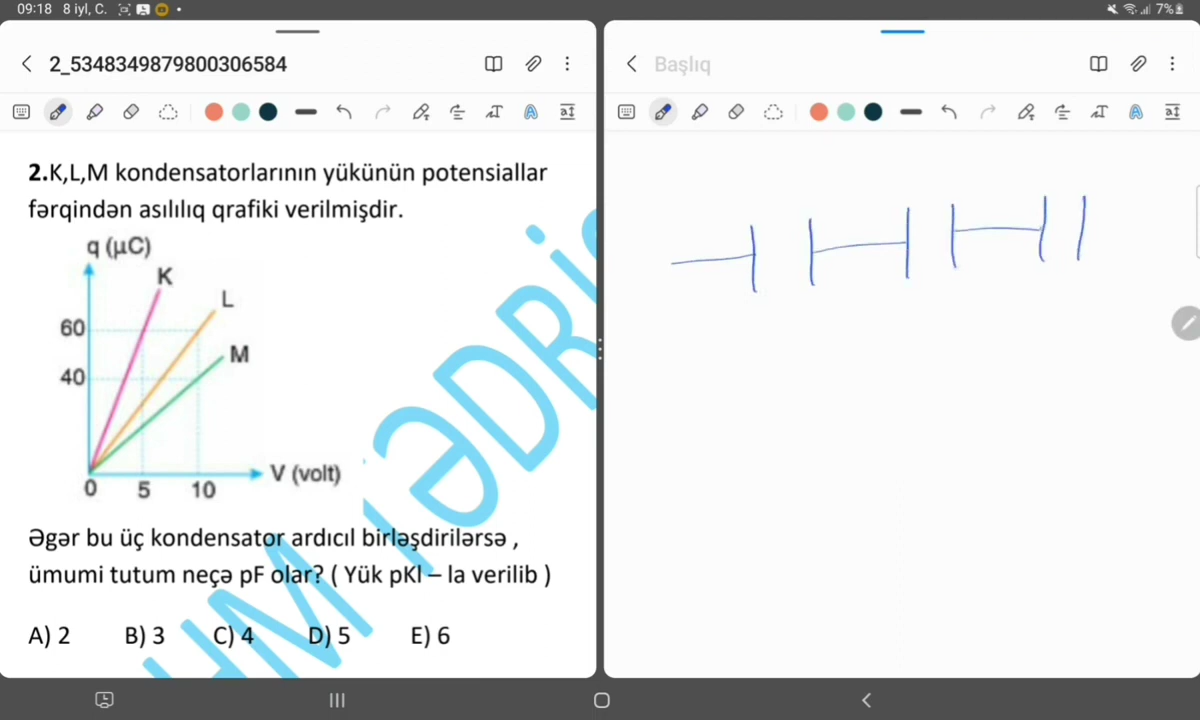 09:18 8 iyl, C. 7%
2_5348349879800306584
Başlıq
2.K,L,M kondensatorlarının yükünün potensiallar
fərqindən asılılıq qrafiki verilmişdir.
q (μC)
K
L
60
M
40
V (volt)
0 5 10
Əgər bu üç kondensator ardıcıl birləşdirilərsə ,
ümumi tutum neçə pF olar? ( Yük pKl – la verilib )
A) 2 B) 3 C) 4 D) 5 E) 6